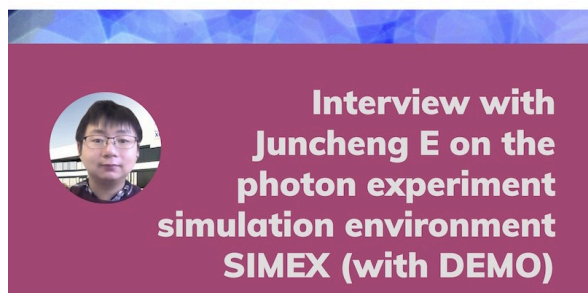 Interview with
Juncheng E on the
photon experiment
simulation environment
SIMEX (with DEMO)